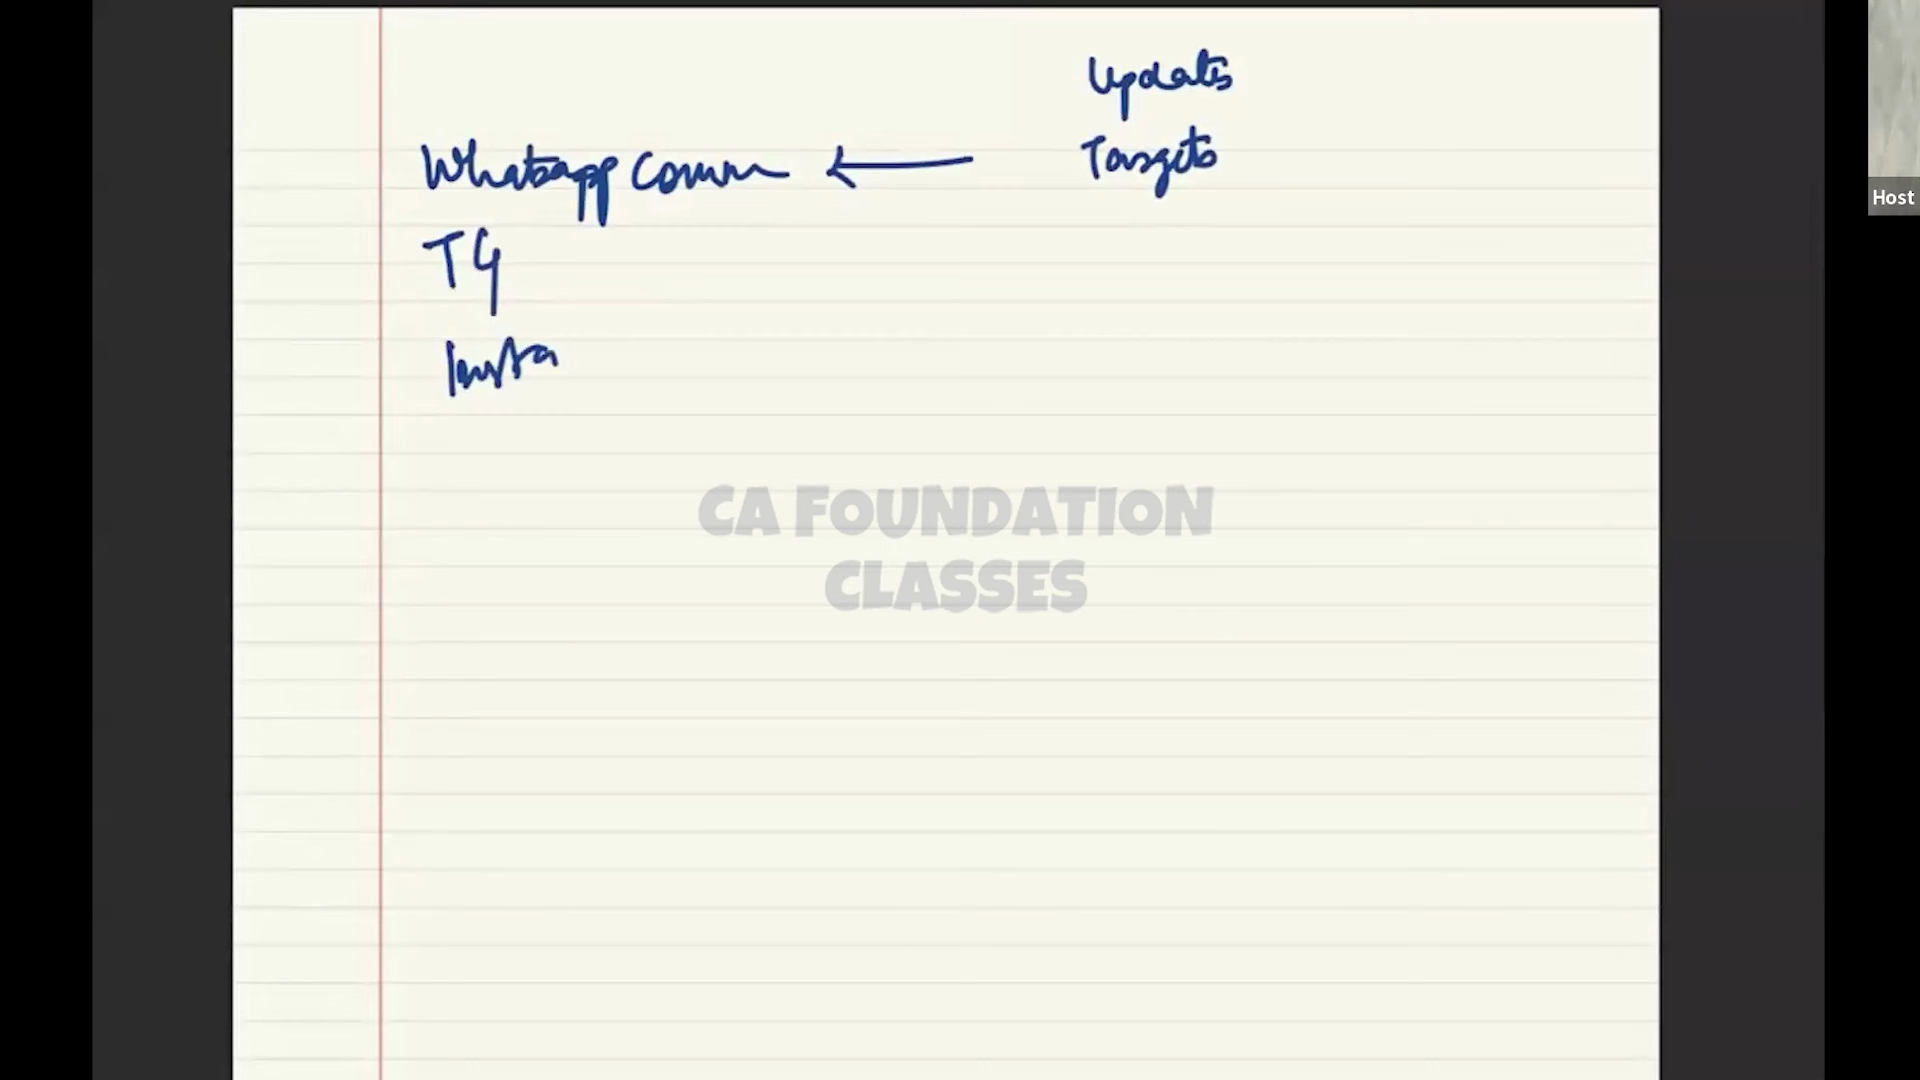 Updates
Whatsapp Comm ← Targets
TG
Insta
CA FOUNDATION
CLASSES
Host